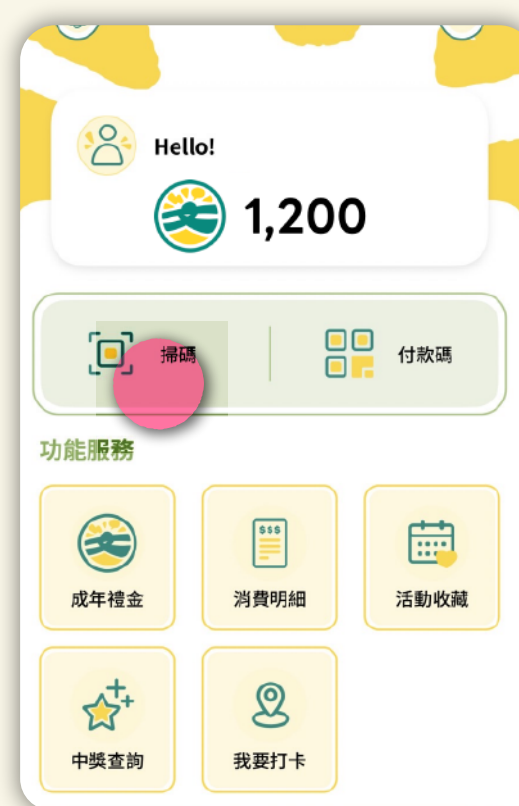 Hello!
1,200
掃碼
付款碼
功能服務
成年禮金
$$$
消費明細
活動收藏
中獎查詢
我要打卡